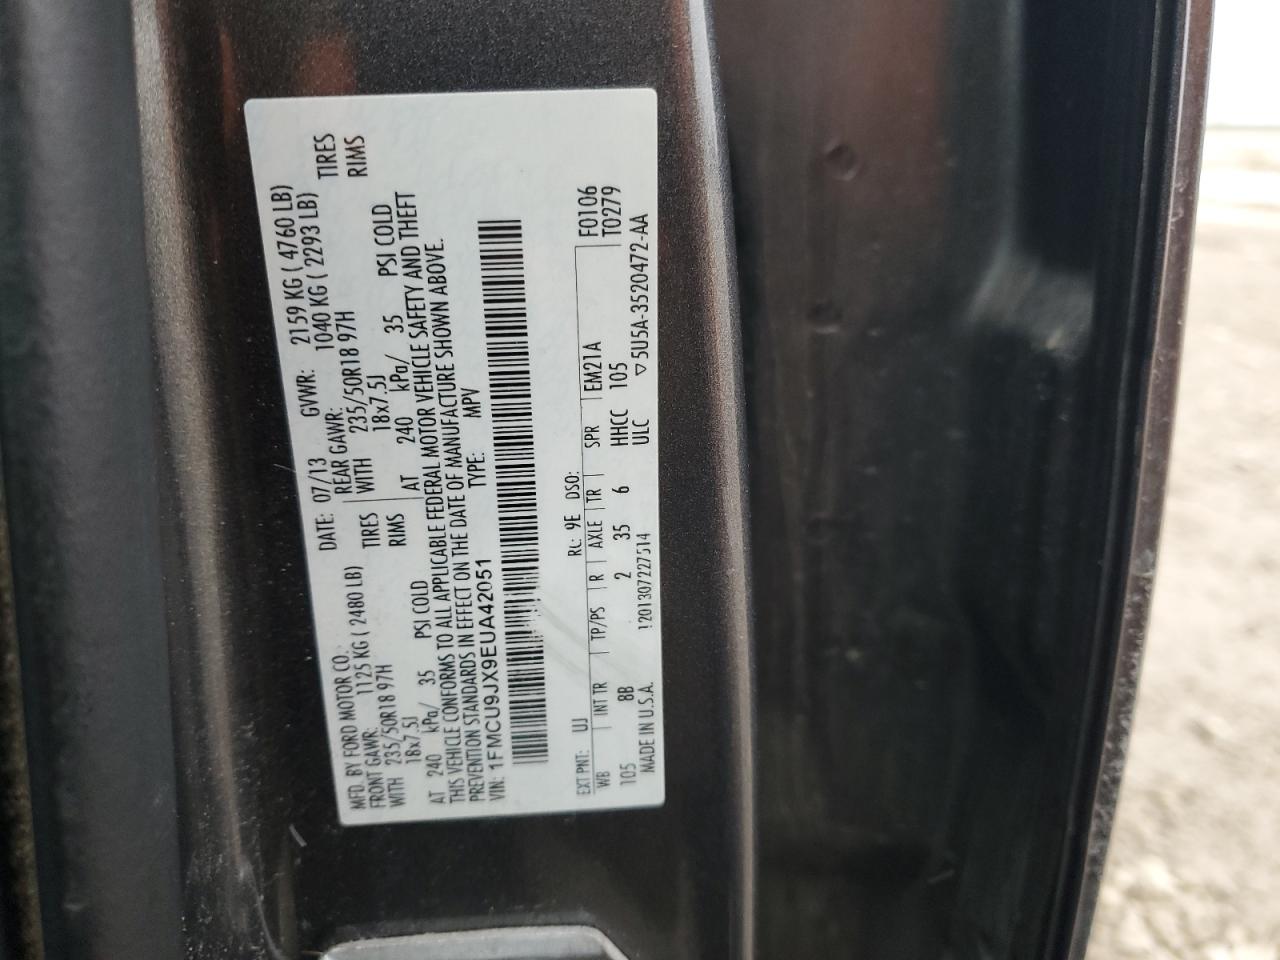 MFD. BY FORD MOTOR CO.
DATE: 07/13 GVWR: 2159 KG ( 4760 LB)
FRONT GAWR: 1125 KG ( 2480 LB) REAR GAWR: 1040 KG ( 2293 LB)
WITH 235/50R18 97H TIRES WITH 235/50R18 97H TIRES
18x7.5J RIMS 18x7.5J RIMS
AT 240 kPa/ 35 PSI COLD AT 240 kPa/ 35 PSI COLD
THIS VEHICLE CONFORMS TO ALL APPLICABLE FEDERAL MOTOR VEHICLE SAFETY AND THEFT
PREVENTION STANDARDS IN EFFECT ON THE DATE OF MANUFACTURE SHOWN ABOVE.
VIN: 1FMCU9JX9EUA42051 TYPE: MPV
EXT PNT: UJ RL: 9E DSO: F0106
WB INT TR TP/PS R AXLE TR SPR EM21A T0279
105 8B 2 35 6 HHCC 105
MADE IN U.S.A. 1201307227514 ULC ▽ 5U5A-3520472-AA